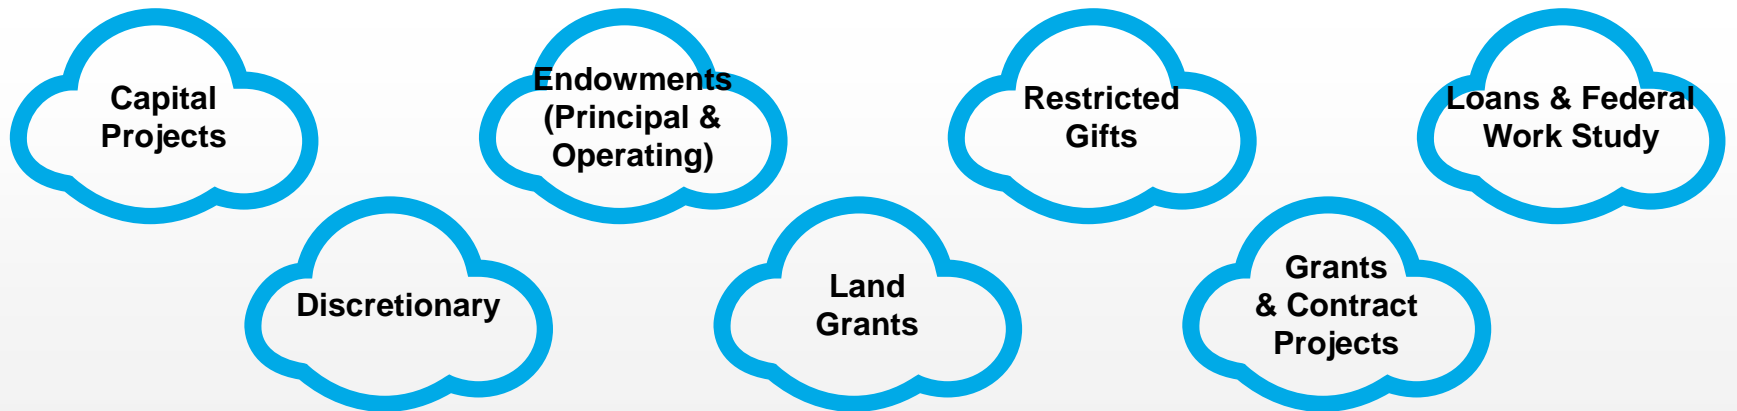 Capital
Projects
Endowments
(Principal &
Operating)
Restricted
Gifts
Loans & Federal
Work Study
Discretionary
Land
Grants
Grants
& Contract
Projects